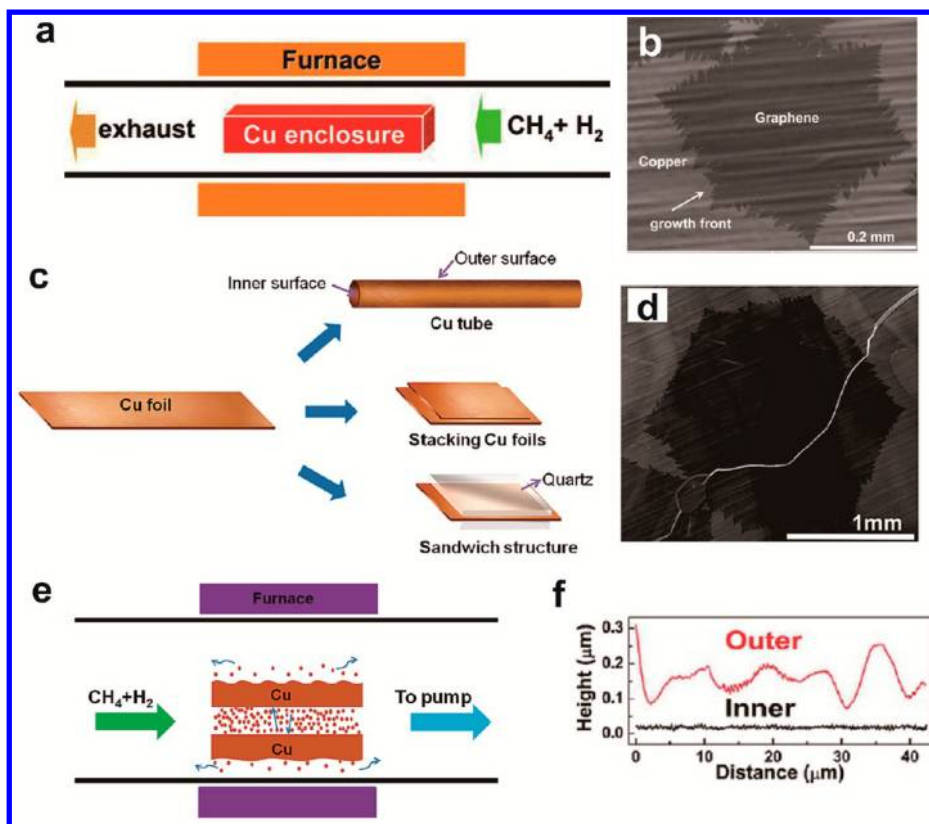 a
Furnace
exhaust
Cu enclosure
CH4+ H2
b
Graphene
Copper
growth front
0.2 mm
c
Outer surface
Inner surface
Cu tube
Cu foil
Stacking Cu foils
Quartz
Sandwich structure
d
1mm
e
Furnace
CH4+H2
Cu
To pump
Cu
f
Height (μm)
0.3
0.2
0.1
0.0
Outer
Inner
0 10 20 30 40
Distance (μm)